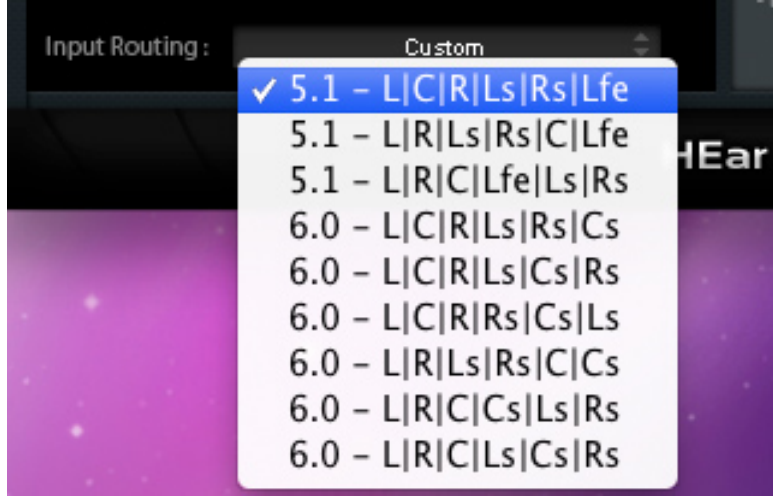 Input Routing :
Custom
✓ 5.1 – L|C|R|Ls|Rs|Lfe
5.1 – L|R|Ls|Rs|C|Lfe
5.1 – L|R|C|Lfe|Ls|Rs
6.0 – L|C|R|Ls|Rs|Cs
6.0 – L|C|R|Ls|Cs|Rs
6.0 – L|C|R|Rs|Cs|Ls
6.0 – L|R|Ls|Rs|C|Cs
6.0 – L|R|C|Cs|Ls|Rs
6.0 – L|R|C|Ls|Cs|Rs
HEar